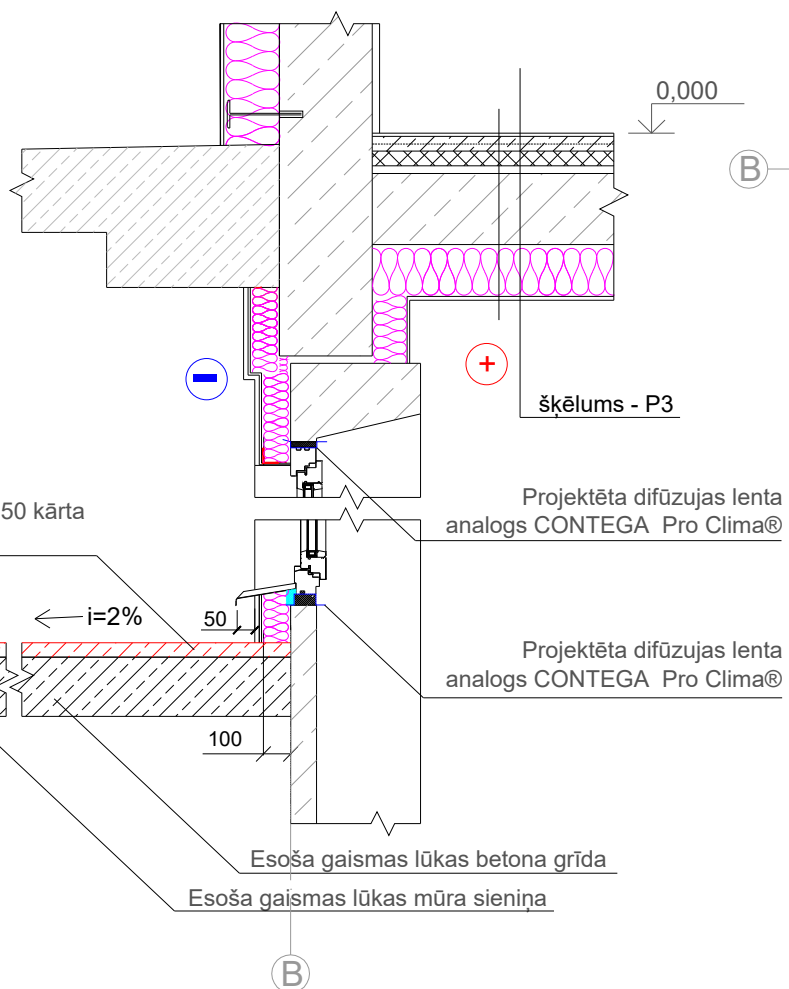 0,000
B
+
šķēlums - P3
Projektēta difūzujas lenta
analogs CONTEGA Pro Clima®
50 kārta
i=2%
50
Projektēta difūzujas lenta
analogs CONTEGA Pro Clima®
100
Esoša gaismas lūkas betona grīda
Esoša gaismas lūkas mūra sieniņa
B